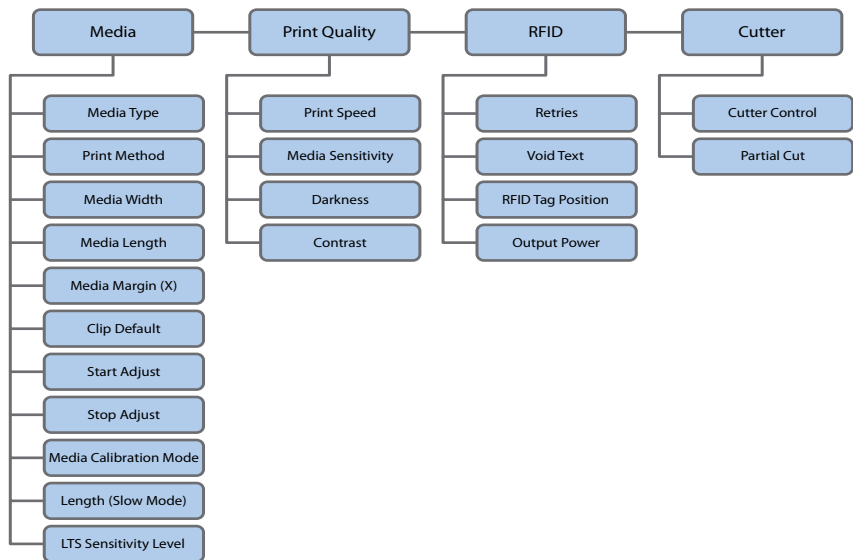 Media
Print Quality
RFID
Cutter
Media Type
Print Method
Media Width
Media Length
Media Margin (X)
Clip Default
Start Adjust
Stop Adjust
Media Calibration Mode
Length (Slow Mode)
LTS Sensitivity Level
Print Speed
Media Sensitivity
Darkness
Contrast
Retries
Void Text
RFID Tag Position
Output Power
Cutter Control
Partial Cut